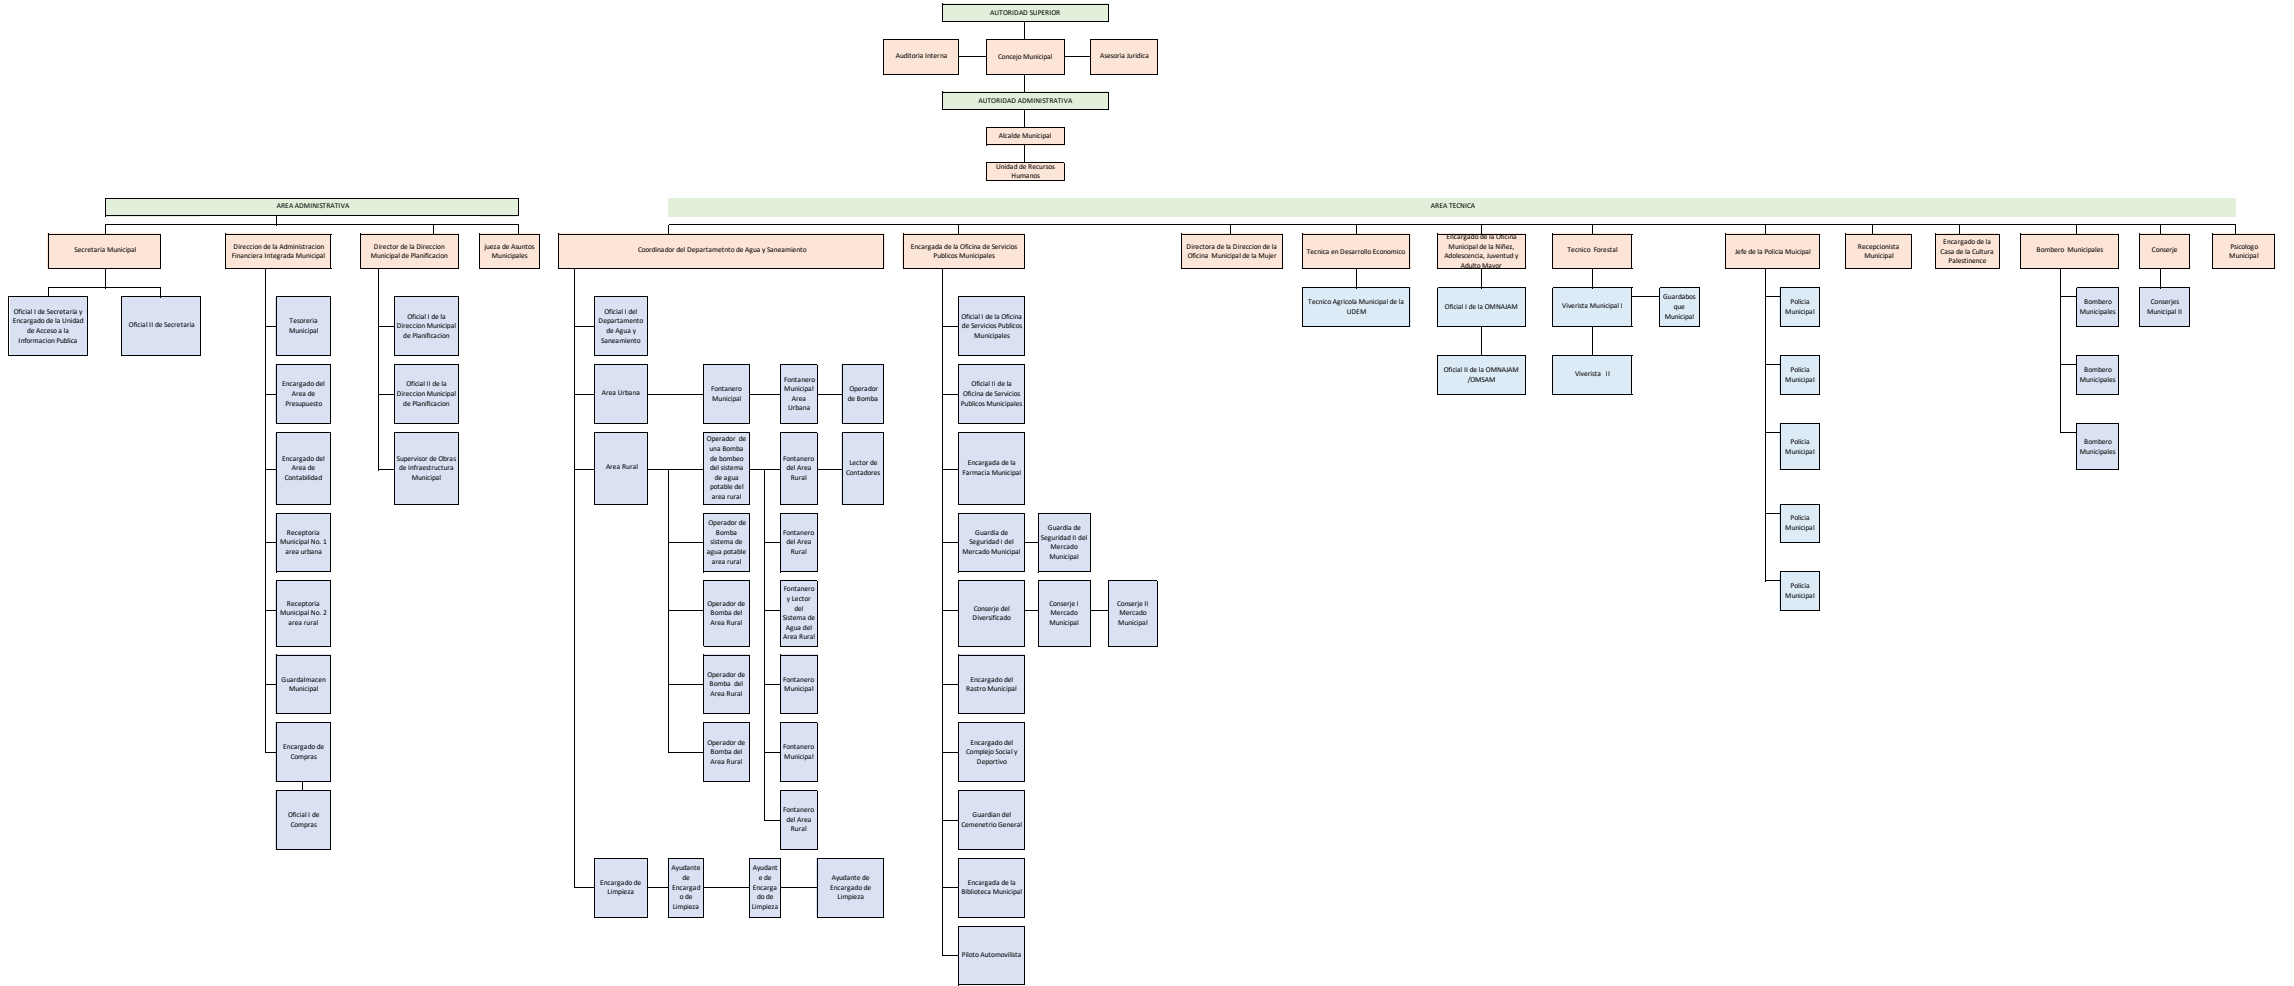 AUTORIDAD SUPERIOR
Auditoria Interna
Concejo Municipal
Asesoria Juridica
AUTORIDAD ADMINISTRATIVA
Alcalde Municipal
Unidad de Recursos
Humanos
AREA ADMINISTRATIVA
AREA TECNICA
Secretaria Municipal
Direccion de la Administracion
Financiera Integrada Municipal
Director de la Direccion
Municipal de Planificacion
jueza de Asuntos
Municipales
Coordinador del Departametnto de Agua y Saneamiento
Encargada de la Oficina de Servicios
Publicos Municipales
Directora de la Direccion de la
Oficina Municipal de la Mujer
Tecnica en Desarrollo Economico
Encargado de la Oficina
Municipal de la Niñez,
Adolescencia, Juventud y
Adulto Mayor
Tecnico Forestal
Jefe de la Policia Muicipal
Recepcionista
Municipal
Encargado de la
Casa de la Cultura
Palestinence
Bombero Municipales
Conserje
Psicologo
Municipal
Oficial I de Secretaria y
Encargado de la Unidad
de Acceso a la
Informacion Publica
Oficial II de Secretaria
Tesoreria
Municipal
Encargado del
Area de
Presupuesto
Encargado del
Area de
Contabilidad
Receptoria
Municipal No. 1
area urbana
Receptoria
Municipal No. 2
area rural
Guardalmacen
Municipal
Encargado de
Compras
Oficial I de
Compras
Oficial I de la
Direccion Municipal
de Planificacion
Oficial II de la
Direccion Municipal
de Planificacion
Supervisor de Obras
de Infraestructura
Municipal
Oficial I del
Departamento
de Agua y
Saneamiento
Area Urbana
Fontanero
Municipal
Fontanero
Municipal
Area
Urbana
Operador
de Bomba
Area Rural
Operador de
una Bomba
de bombeo
del sistema
de agua
potable del
area rural
Fontanero
del Area
Rural
Lector de
Contadores
Operador de
Bomba
sistema de
agua potable
area rural
Fontanero
del Area
Rural
Operador de
Bomba del
Area Rural
Fontanero
y Lector
del
Sistema de
Agua del
Area Rural
Operador de
Bomba del
Area Rural
Fontanero
Municipal
Operador de
Bomba del
Area Rural
Fontanero
Municipal
Fontanero
del Area
Rural
Encargado de
Limpieza
Ayudante
de
Encargad
o de
Limpieza
Ayudant
e de
Encarga
do de
Limpieza
Ayudante de
Encargado de
Limpieza
Oficial I de la Oficina
de Servicios Publicos
Municipales
Oficial II de la
Oficina de Servicios
Publicos Municipales
Encargada de la
Farmacia Municipal
Guardia de
Seguridad I del
Mercado Municipal
Guardia de
Seguridad II del
Mercado
Municipal
Conserje del
Diversificado
Conserje I
Mercado
Municipal
Conserje II
Mercado
Municipal
Encargado del
Rastro Municipal
Encargado del
Complejo Social y
Deportivo
Guardian del
Cemenetrio General
Encargada de la
Biblioteca Municipal
Piloto Automovilista
Tecnico Agricola Municipal de la
UDEM
Oficial I de la OMNAJAM
Oficial II de la OMNAJAM
/OMSAM
Viverista Municipal I
Guardabos
que
Municipal
Viverista II
Policia
Municipal
Policia
Municipal
Policia
Municipal
Policia
Municipal
Policia
Municipal
Bombero
Municipales
Bombero
Municipales
Bombero
Municipales
Conserjes
Municipal II